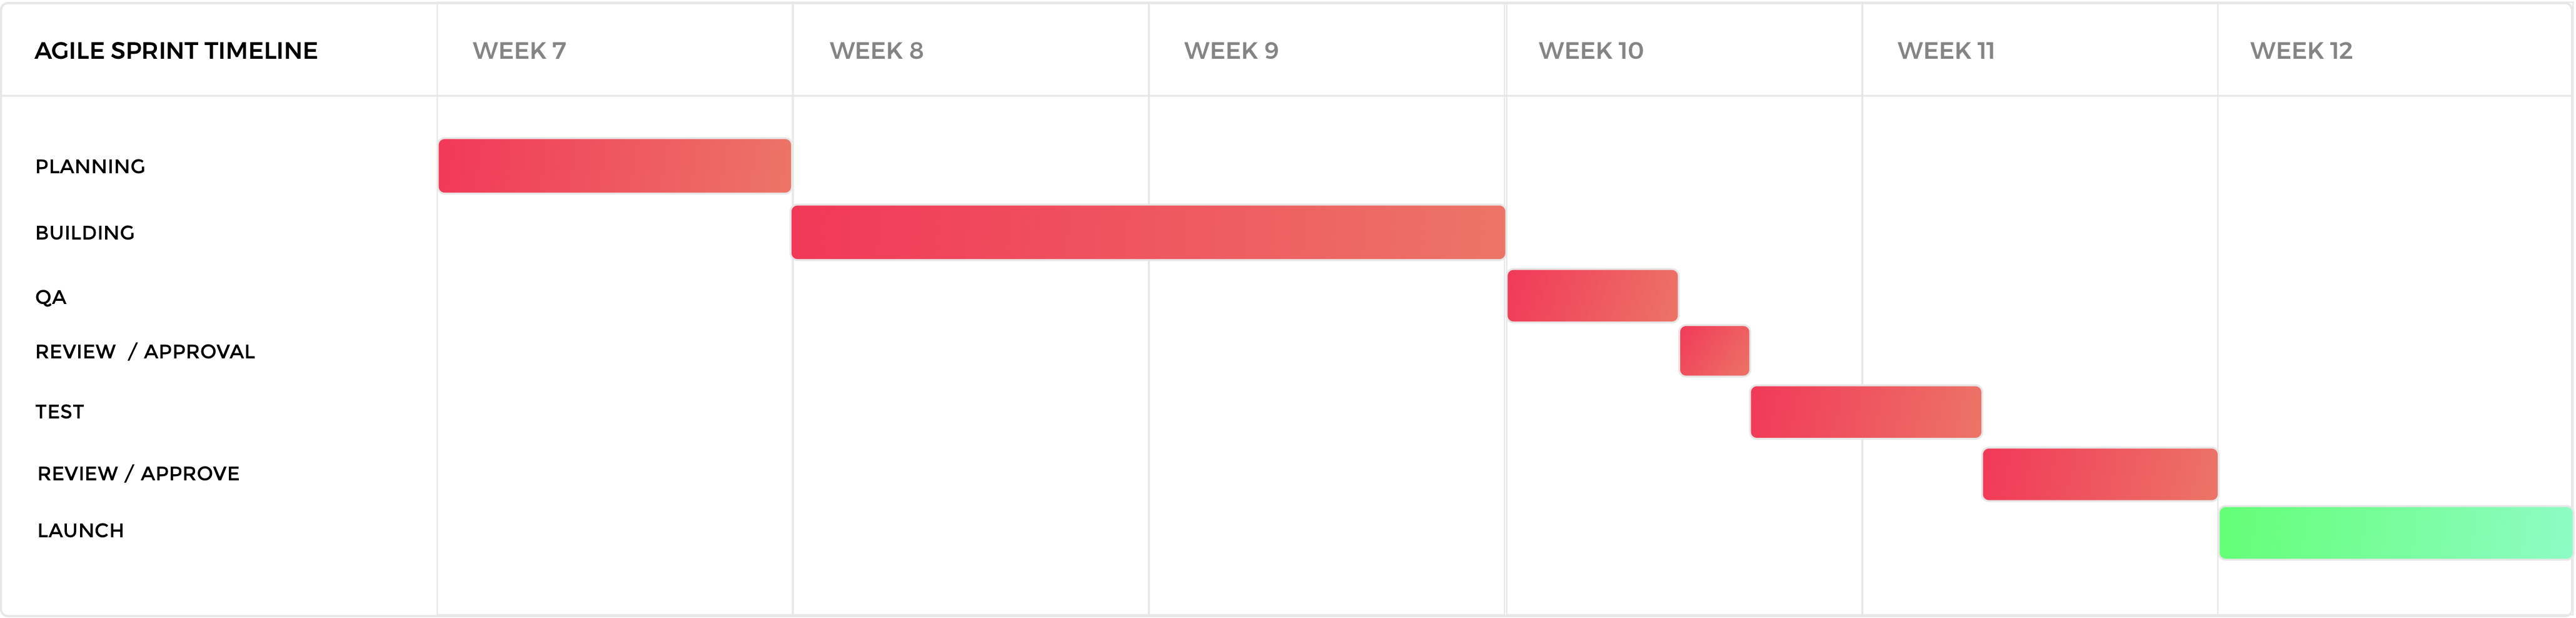 AGILE SPRINT TIMELINE WEEK 7 WEEK 8 WEEK 9 WEEK 10 WEEK 11 WEEK 12
PLANNING
BUILDING
QA
REVIEW / APPROVAL
TEST
REVIEW / APPROVE
LAUNCH